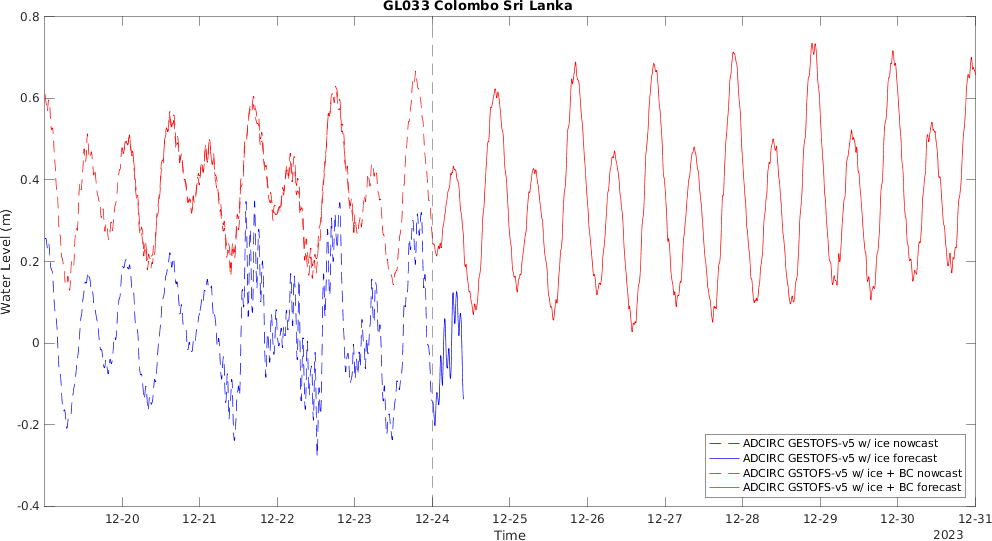 GL033 Colombo Sri Lanka
0.8
0.6
0.4
0.2
0
-0.2
-0.4
Water Level (m)
ADCIRC GESTOFS-v5 w/ ice nowcast
ADCIRC GESTOFS-v5 w/ ice forecast
ADCIRC GSTOFS-v5 w/ ice + BC nowcast
ADCIRC GSTOFS-v5 w/ ice + BC forecast
12-20 12-21 12-22 12-23 12-24 12-25 12-26 12-27 12-28 12-29 12-30 12-31
Time
2023